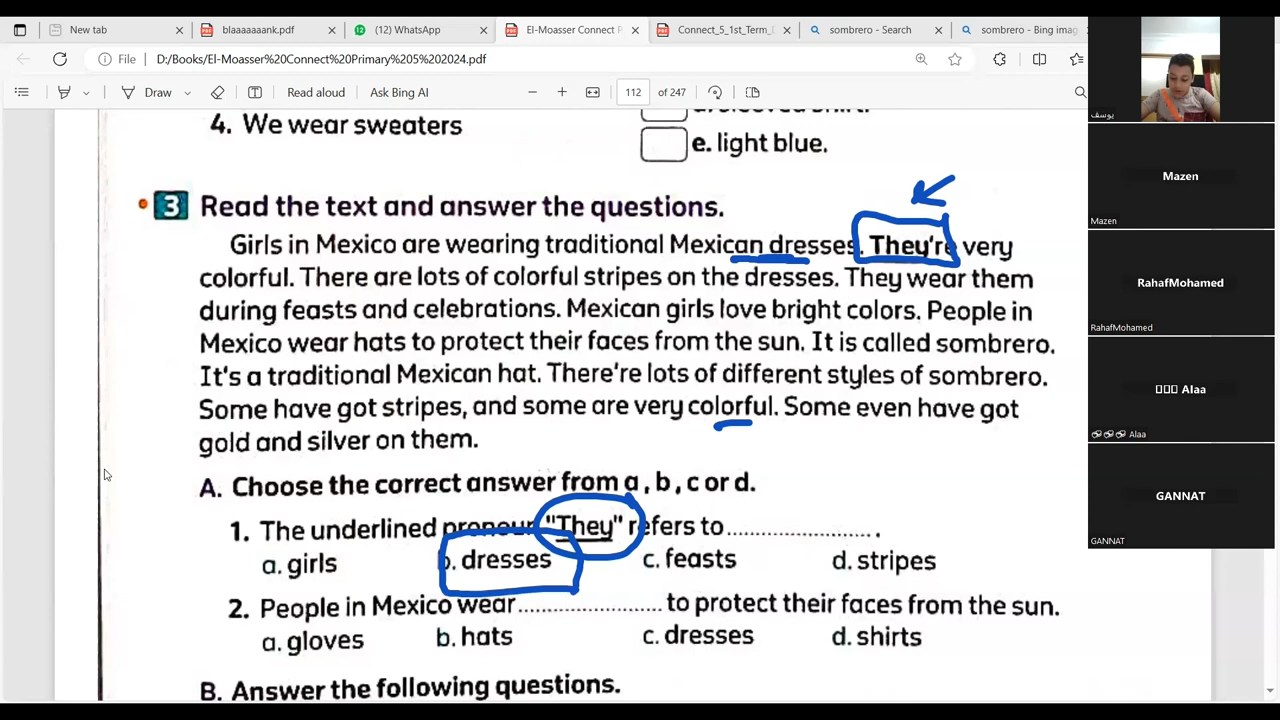 New tab
blaaaaaaank.pdf
(12) WhatsApp
El-Moasser Connect P
Connect_5_1st_Term_
sombrero - Search
sombrero - Bing imag
File
D:/Books/El-Moasser%20Connect%20Primary%205%202024.pdf
Draw
Read aloud
Ask Bing AI
112 of 247
يوسف
4. We wear sweaters
e. light blue.
Mazen
Mazen
3 Read the text and answer the questions.
Girls in Mexico are wearing traditional Mexican dresses. They're very
colorful. There are lots of colorful stripes on the dresses. They wear them
during feasts and celebrations. Mexican girls love bright colors. People in
Mexico wear hats to protect their faces from the sun. It is called sombrero.
It's a traditional Mexican hat. There're lots of different styles of sombrero.
Some have got stripes, and some are very colorful. Some even have got
gold and silver on them.
RahafMohamed
RahafMohamed
Alaa
Alaa
A. Choose the correct answer from a, b, c or d.
1. The underlined pronoun "They" refers to ..................... .
a. girls b. dresses c. feasts d. stripes
2. People in Mexico wear ..................... to protect their faces from the sun.
a. gloves b. hats c. dresses d. shirts
GANNAT
GANNAT
B. Answer the following questions.